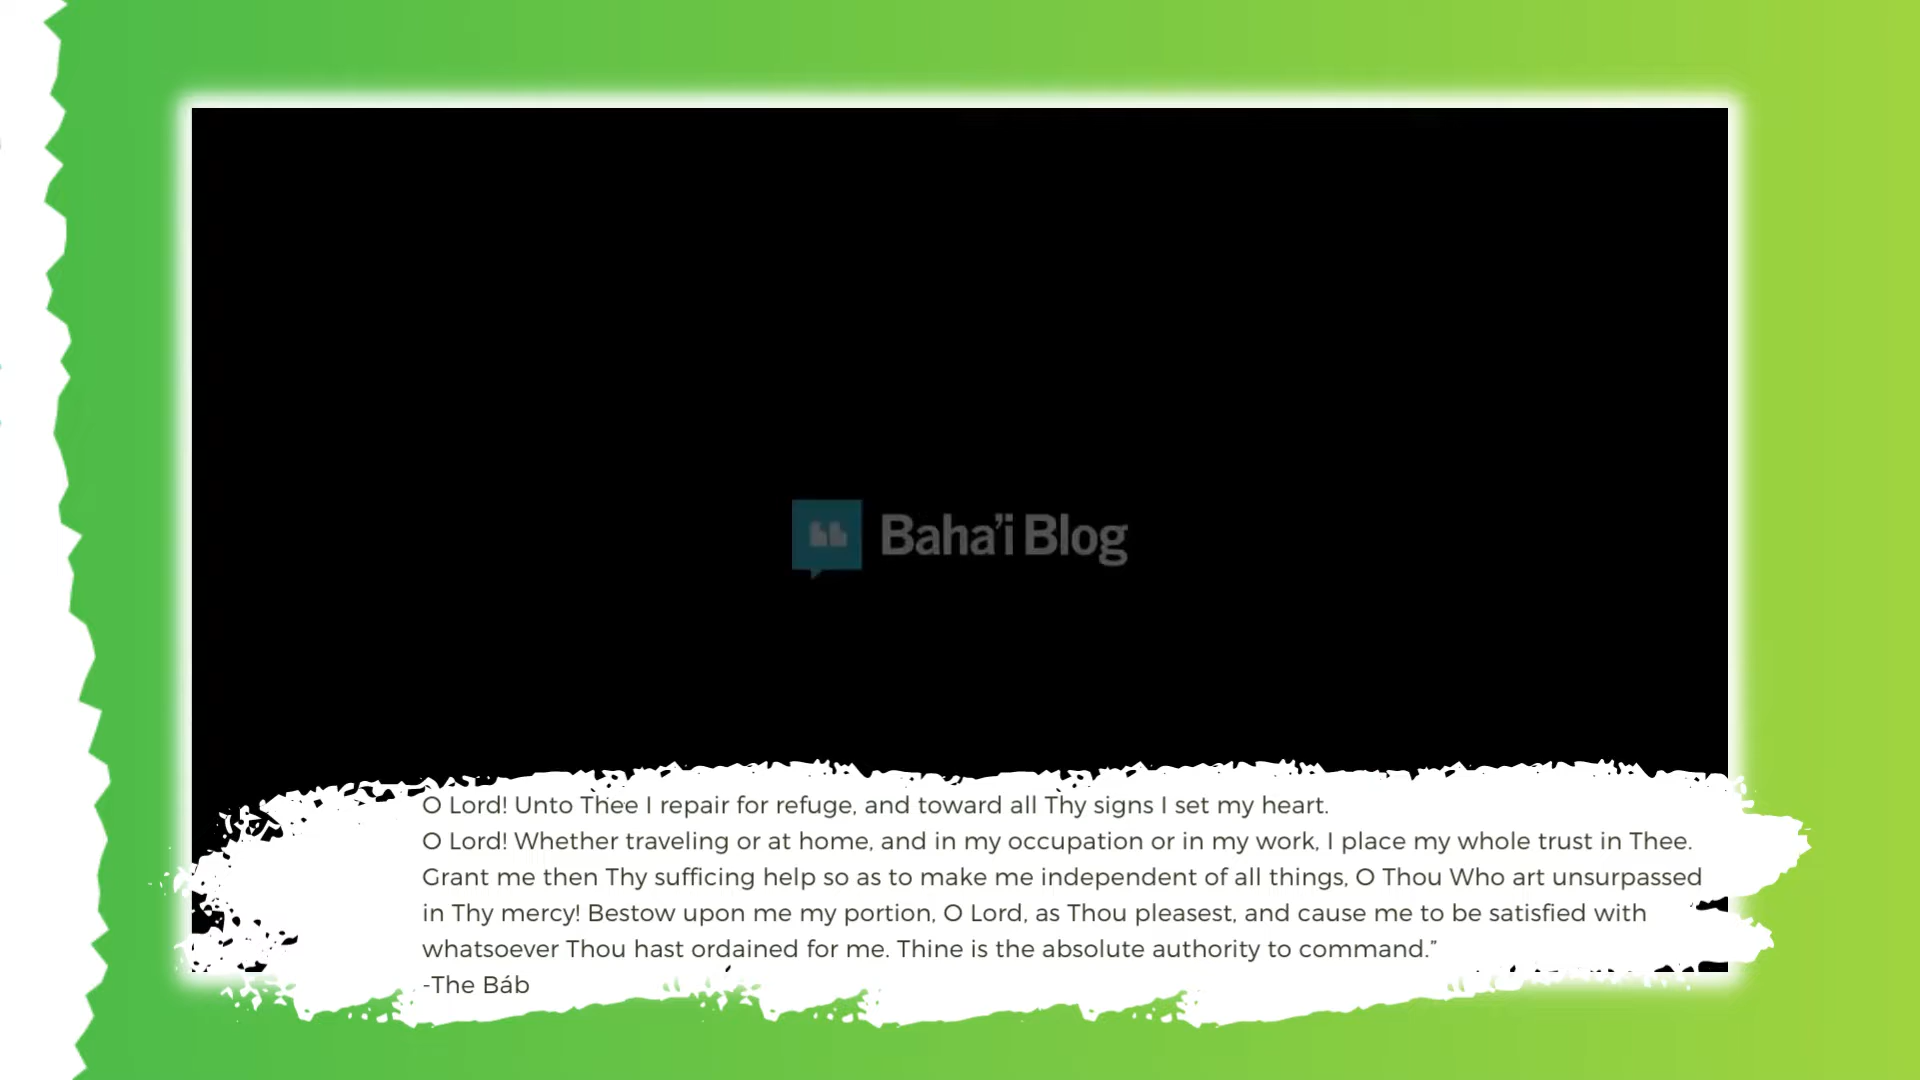 Baha'i Blog
O Lord! Unto Thee I repair for refuge, and toward all Thy signs I set my heart.
O Lord! Whether traveling or at home, and in my occupation or in my work, I place my whole trust in Thee.
Grant me then Thy sufficing help so as to make me independent of all things, O Thou Who art unsurpassed
in Thy mercy! Bestow upon me my portion, O Lord, as Thou pleasest, and cause me to be satisfied with
whatsoever Thou hast ordained for me. Thine is the absolute authority to command.”
-The Báb